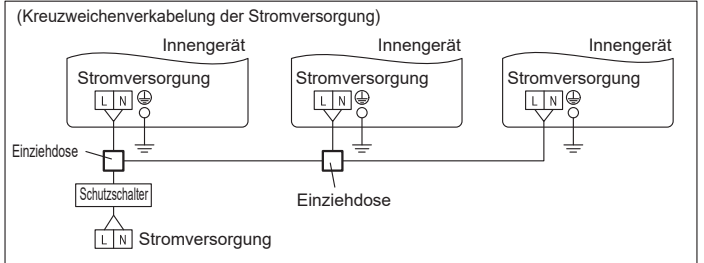 (Kreuzweichenverkabelung der Stromversorgung)
Innengerät Innengerät Innengerät
Stromversorgung Stromversorgung Stromversorgung
L N L N L N
Einziehdose
Schutzschalter
Einziehdose
L N Stromversorgung